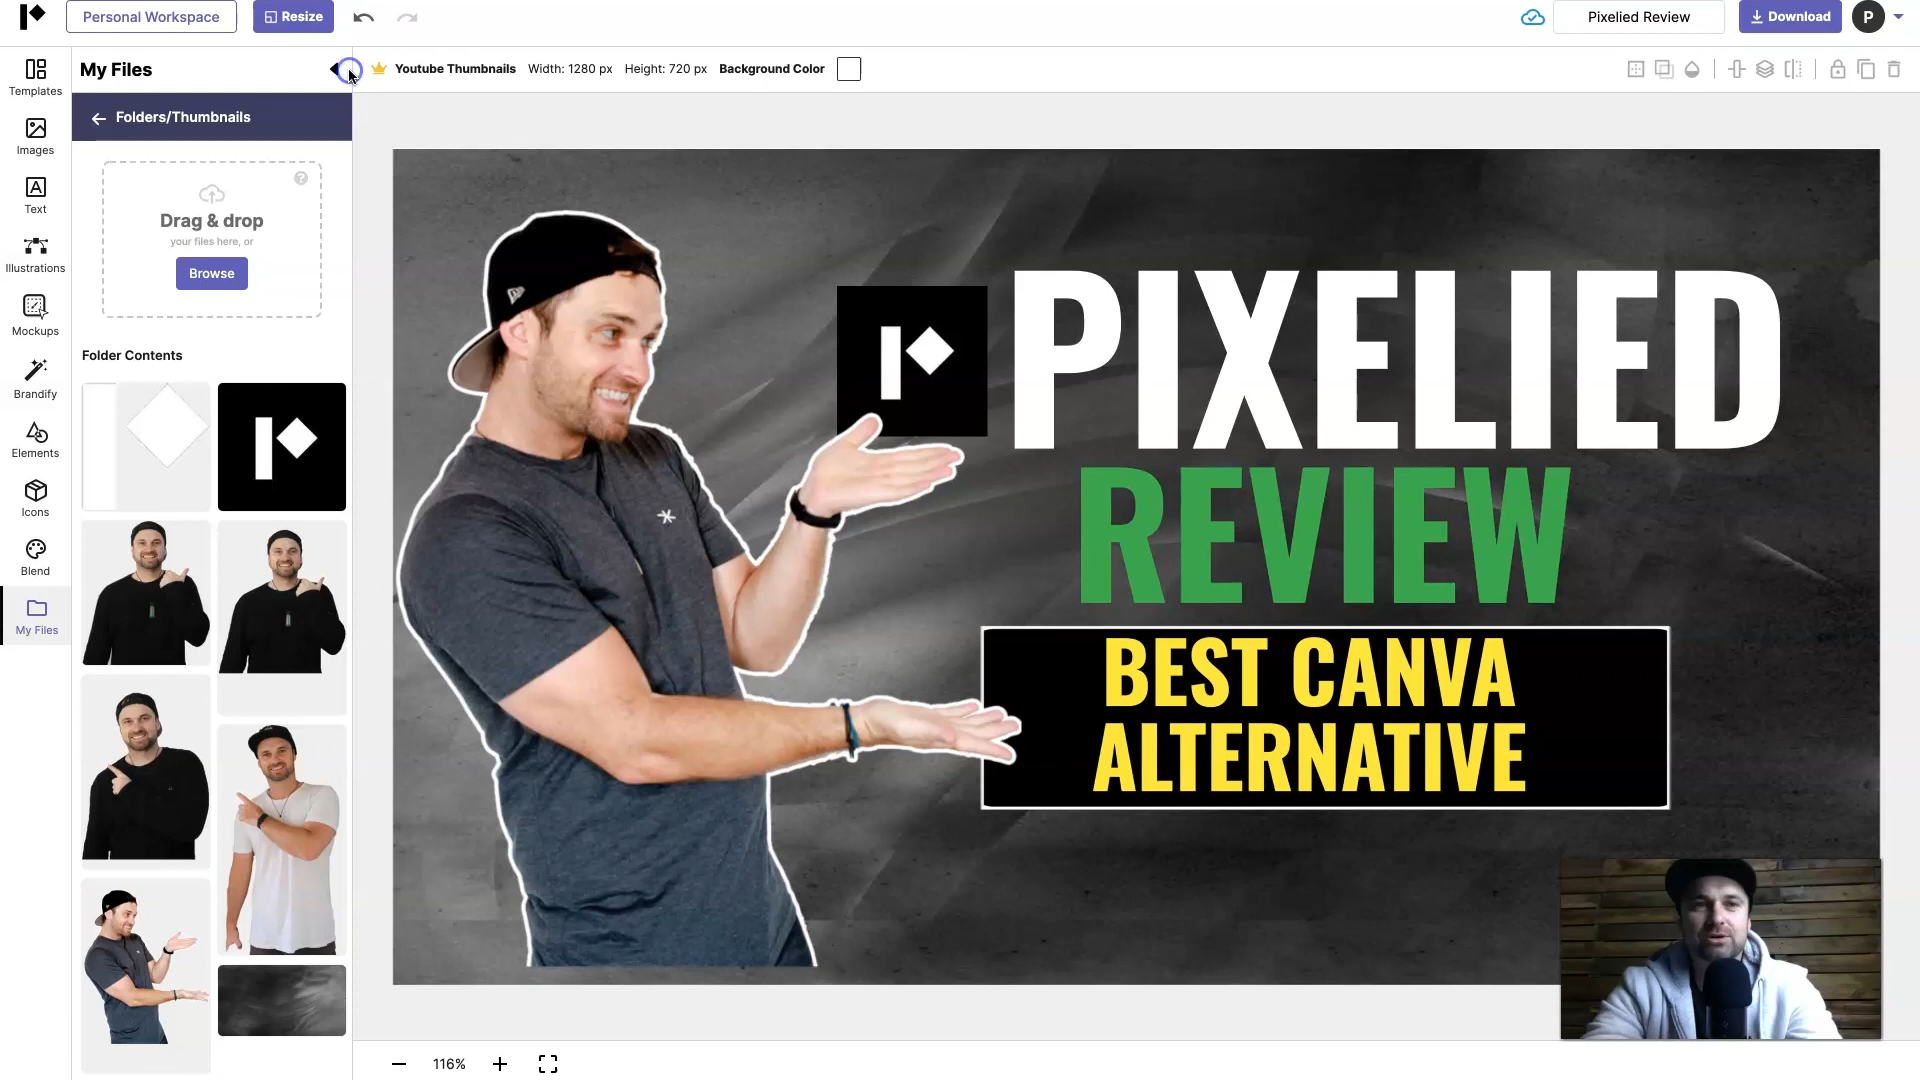 Personal Workspace
Resize
Pixelied Review
Download
P
My Files
Youtube Thumbnails
Width: 1280 px
Height: 720 px
Background Color
Templates
Images
Text
Illustrations
Mockups
Brandify
Elements
Icons
Blend
My Files
Folders/Thumbnails
?
Drag & drop
your files here, or
Browse
Folder Contents
PIXELIED
REVIEW
BEST CANVA
ALTERNATIVE
116%